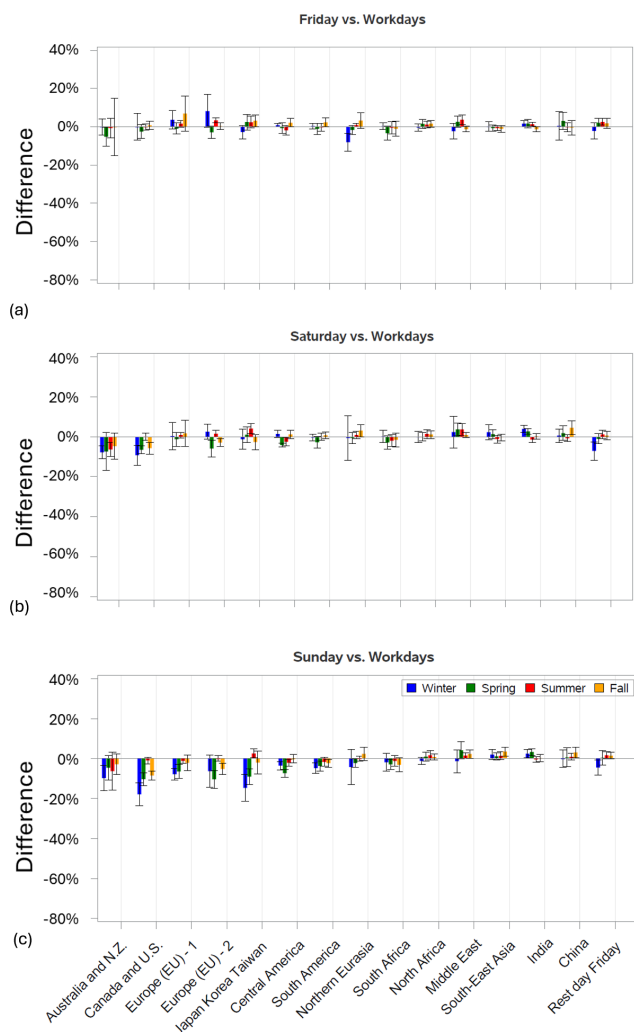 Friday vs. Workdays
40%
20%
0%
-20%
-40%
-60%
-80%
Difference
(a)
Saturday vs. Workdays
40%
20%
0%
-20%
-40%
-60%
-80%
Difference
(b)
Sunday vs. Workdays
Winter Spring Summer Fall
40%
20%
0%
-20%
-40%
-60%
-80%
Difference
(c)
Australia and N.Z.
Canada and U.S.
Europe (EU) - 1
Europe (EU) - 2
Japan Korea Taiwan
Central America
South America
Northern Eurasia
South Africa
North Africa
Middle East
South-East Asia
India
China
Rest day Friday